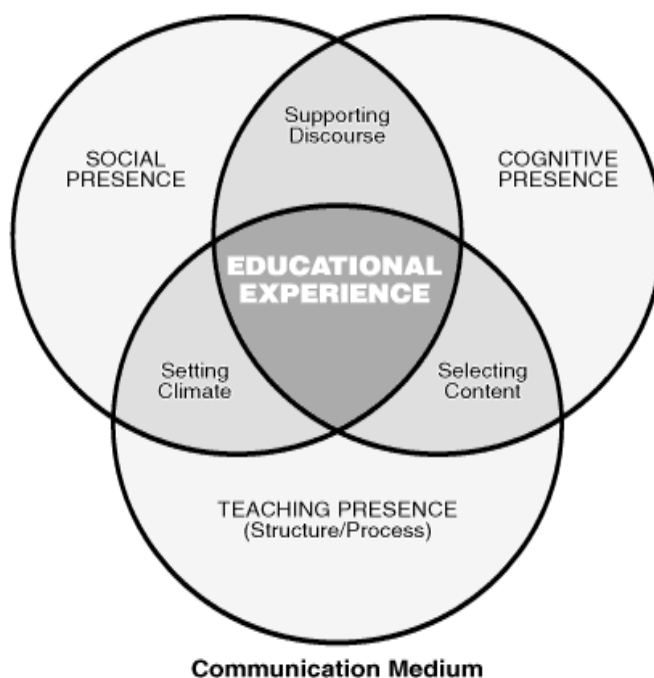 Supporting
Discourse
SOCIAL
PRESENCE
COGNITIVE
PRESENCE
EDUCATIONAL
EXPERIENCE
Setting
Climate
Selecting
Content
TEACHING PRESENCE
(Structure/Process)
Communication Medium